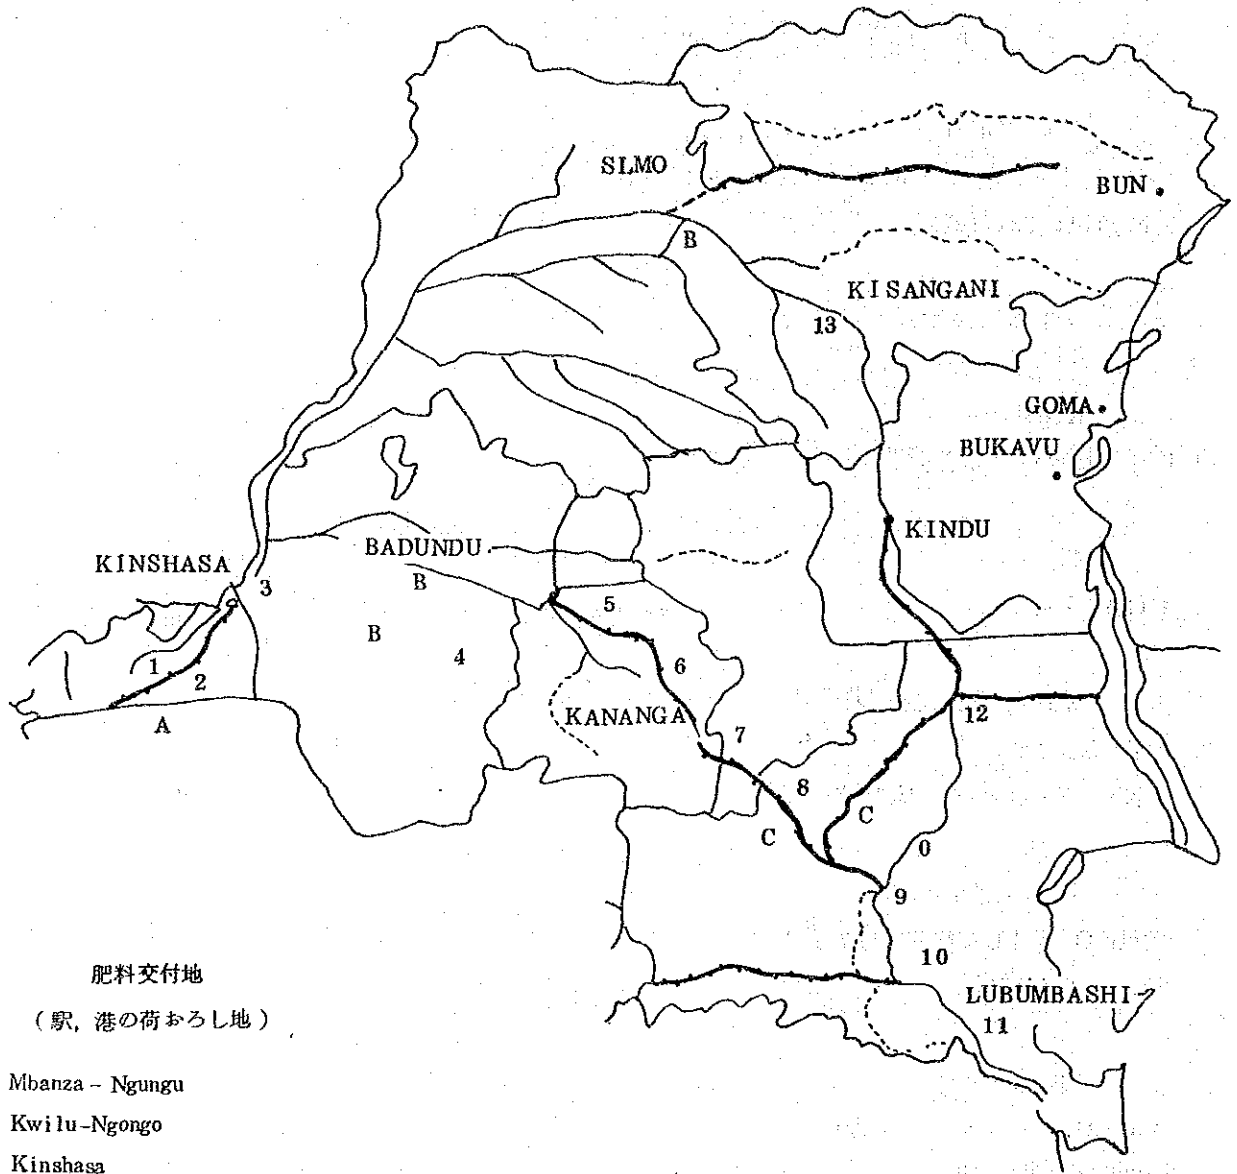 SLMO
BUN
B
KISANGANI
13
GOMA
BUKAVU
KINDU
BADUNDU
KINSHASA
B
3
5
B
4
6
1
2
KANANGA
A
12
7
8
C
C
0
9
10
肥料交付地
LUBUMBASHI
(駅, 港の荷おろし地)
11
Mbanza - Ngungu
Kwilu-Ngongo
Kinshasa